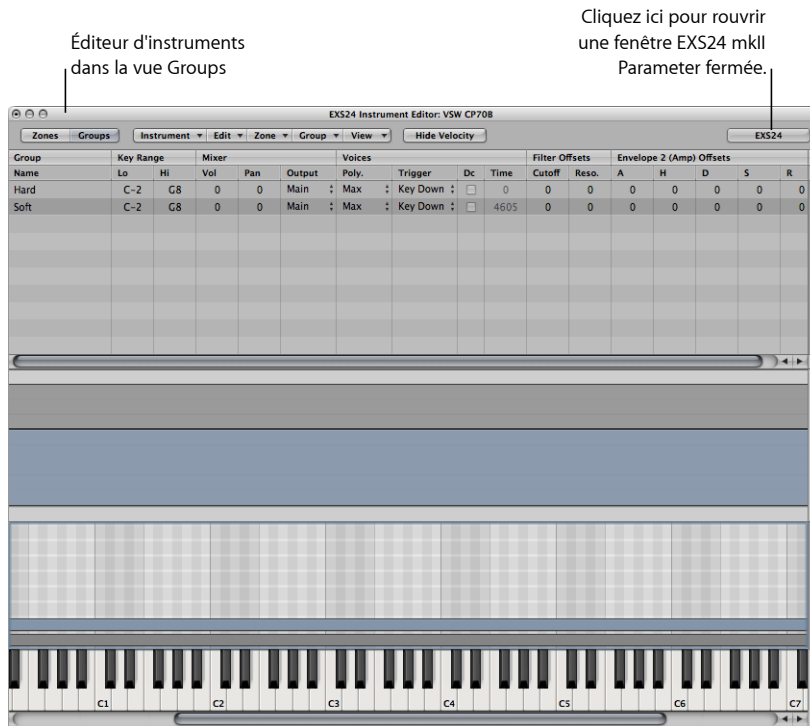 Cliquez ici pour rouvrir
une fenêtre EXS24 mkII
Parameter fermée.
Éditeur d'instruments
dans la vue Groups
EXS24 Instrument Editor: VSW CP70B
Zones Groups Instrument Edit Zone Group View Hide Velocity EXS24
Group Key Range Mixer Voices Filter Offsets Envelope 2 (Amp) Offsets
Name Lo Hi Vol Pan Output Poly. Trigger Dc Time Cutoff Reso. A H D S R
Hard C-2 G8 0 0 Main Max Key Down 0 0 0 0 0 0 0 0
Soft C-2 G8 0 0 Main Max Key Down 4605 0 0 0 0 0 0 0
C1 C2 C3 C4 C5 C6 C7